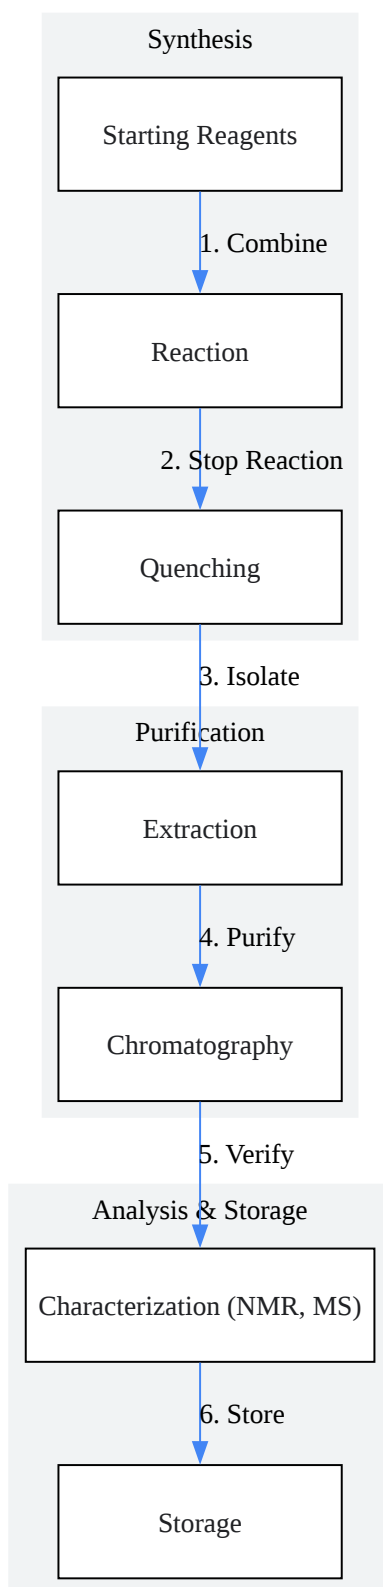 Synthesis
Starting Reagents
1. Combine
Reaction
2. Stop Reaction
Quenching
3. Isolate
Purification
Extraction
4. Purify
Chromatography
5. Verify
Analysis & Storage
Characterization (NMR, MS)
6. Store
Storage